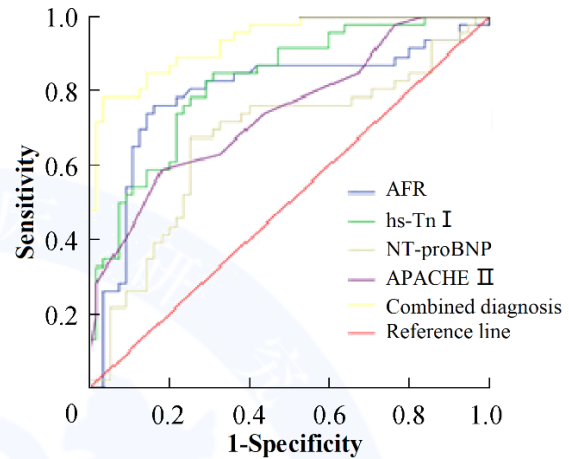 1.0
0.8
0.6
0.4
0.2
Sensitivity
AFR
hs-Tn Ⅰ
NT-proBNP
APACHE Ⅱ
Combined diagnosis
Reference line
0 0.2 0.4 0.6 0.8 1.0
1-Specificity